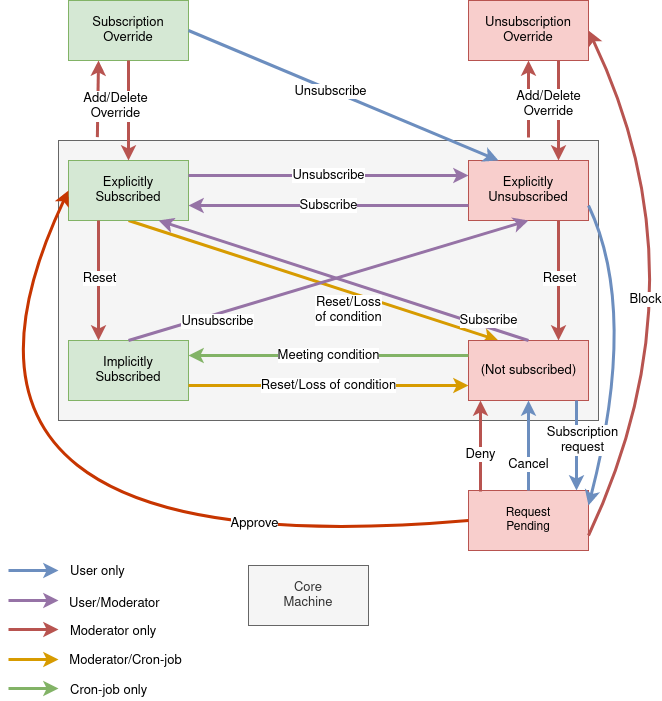 Subscription
Override
Unsubscription
Override
Unsubscribe
Add/Delete
Override
Add/Delete
Override
Explicitly
Subscribed
Unsubscribe
Subscribe
Explicitly
Unsubscribed
Reset
Reset
Block
Reset/Loss
of condition
Unsubscribe
Subscribe
Implicitly
Subscribed
Meeting condition
Reset/Loss of condition
(Not subscribed)
Deny
Cancel
Subscription
request
Approve
Request
Pending
Core
Machine
User only
User/Moderator
Moderator only
Moderator/Cron-job
Cron-job only